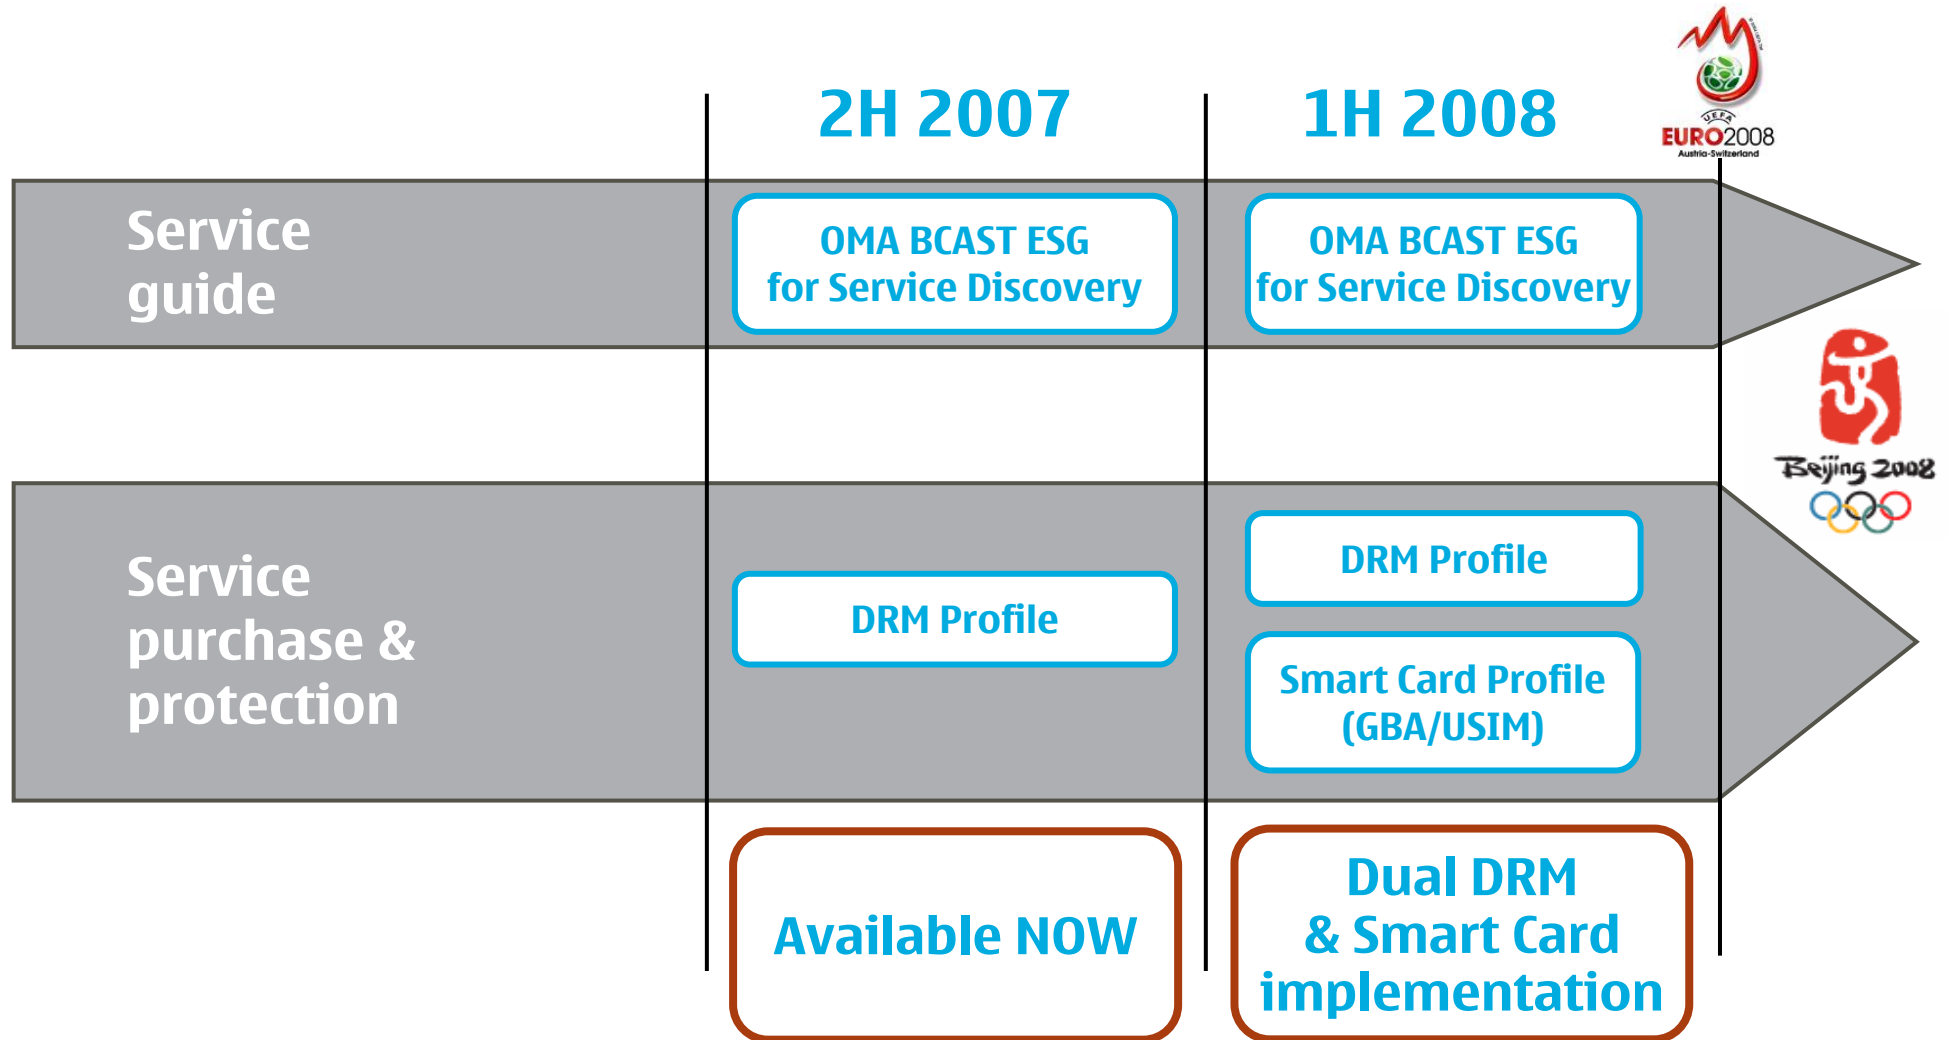 2H 2007
1H 2008
UEFA
EURO2008
Austria-Switzerland
Service
guide
OMA BCAST ESG
for Service Discovery
OMA BCAST ESG
for Service Discovery
Beijing 2008
Service
purchase &
protection
DRM Profile
DRM Profile
Smart Card Profile
(GBA/USIM)
Available NOW
Dual DRM
& Smart Card
implementation